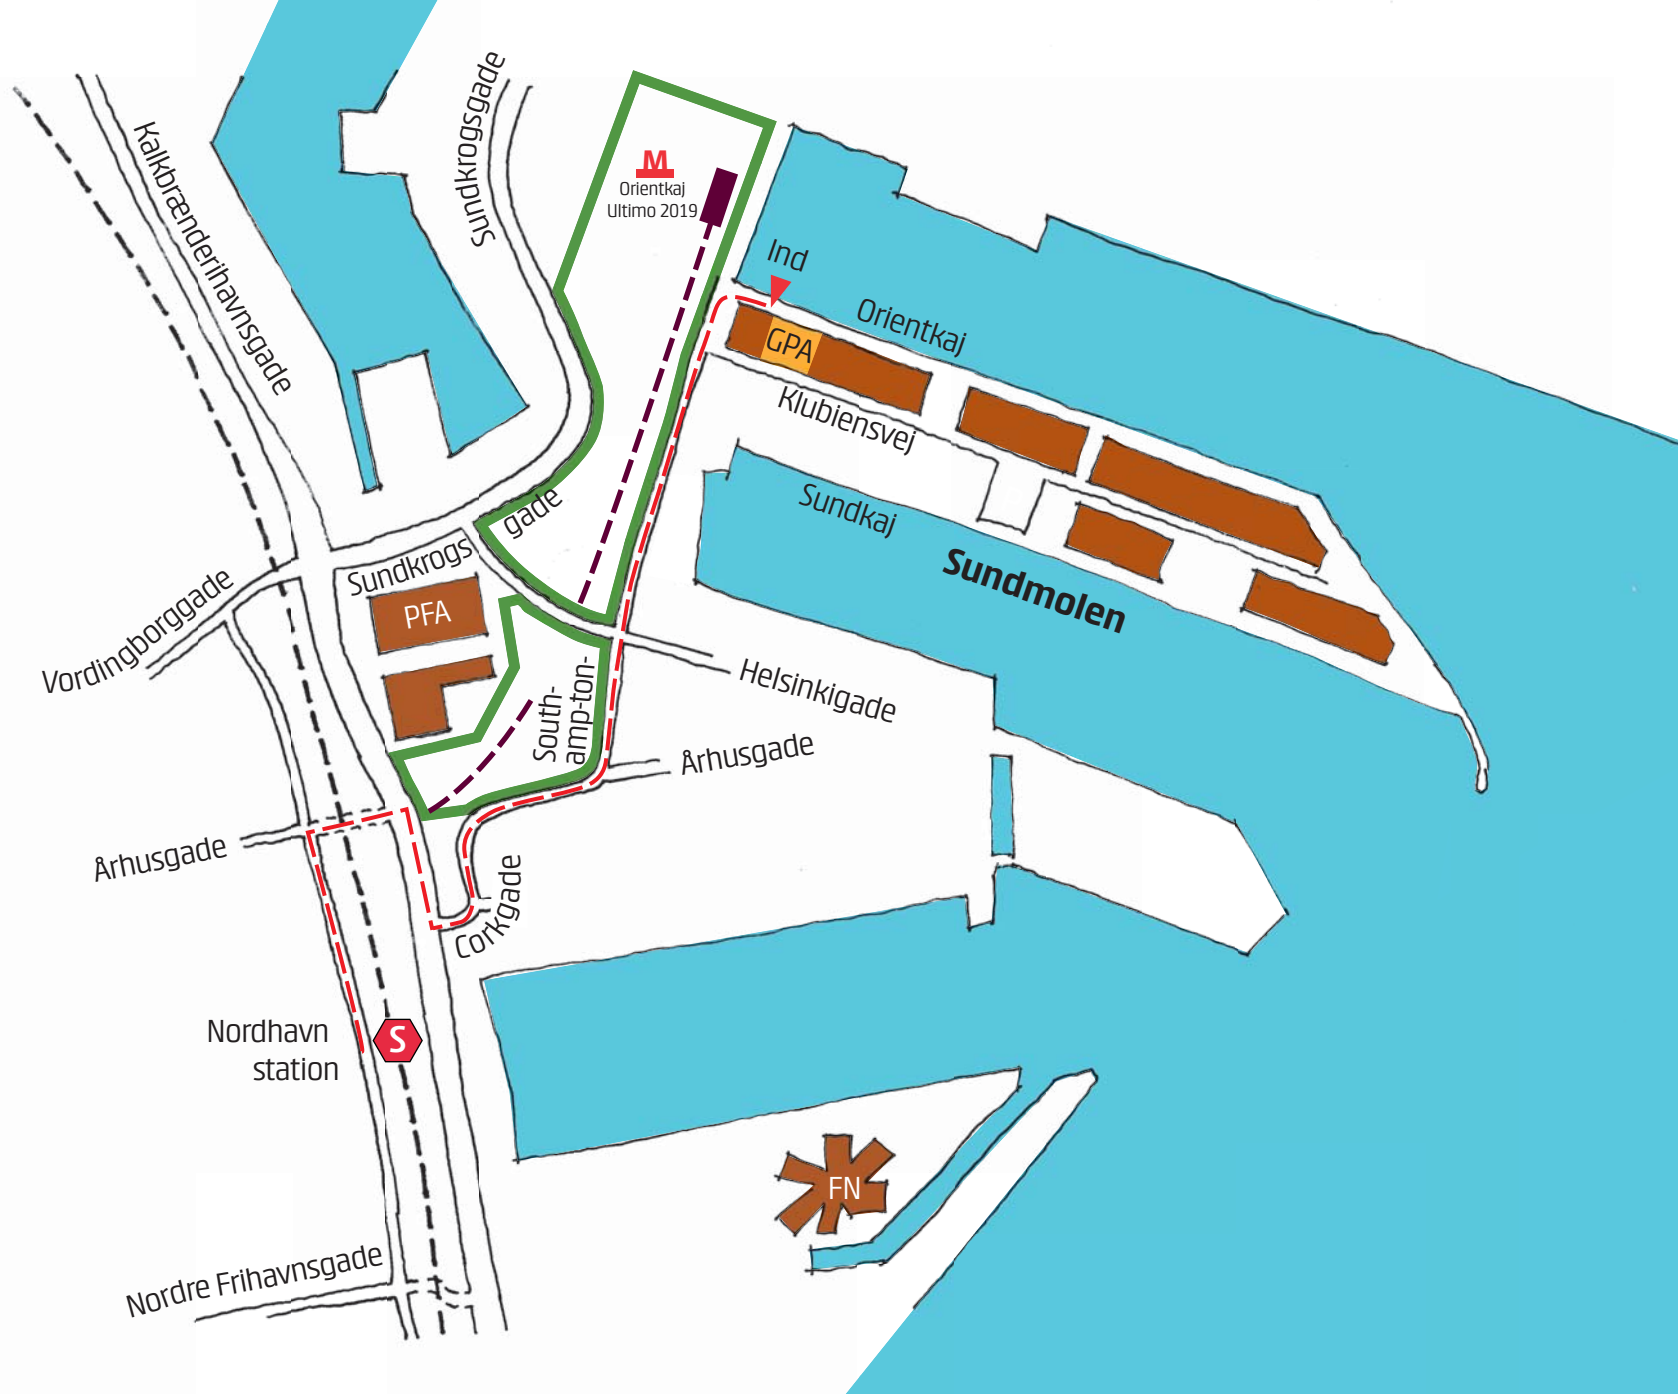 Kalkbrænderihavnsgade
Sundkrogsgade
M
Orientkaj
Ultimo 2019
Ind
Orientkaj
GPA
Klubiensvej
Sundkaj
Sundmolen
Sundkrogs
gade
PFA
Vordingborggade
Helsinkigade
South-
amp-ton-
Århusgade
Århusgade
Corkgade
Nordhavn
station
S
FN
Nordre Frihavnsgade